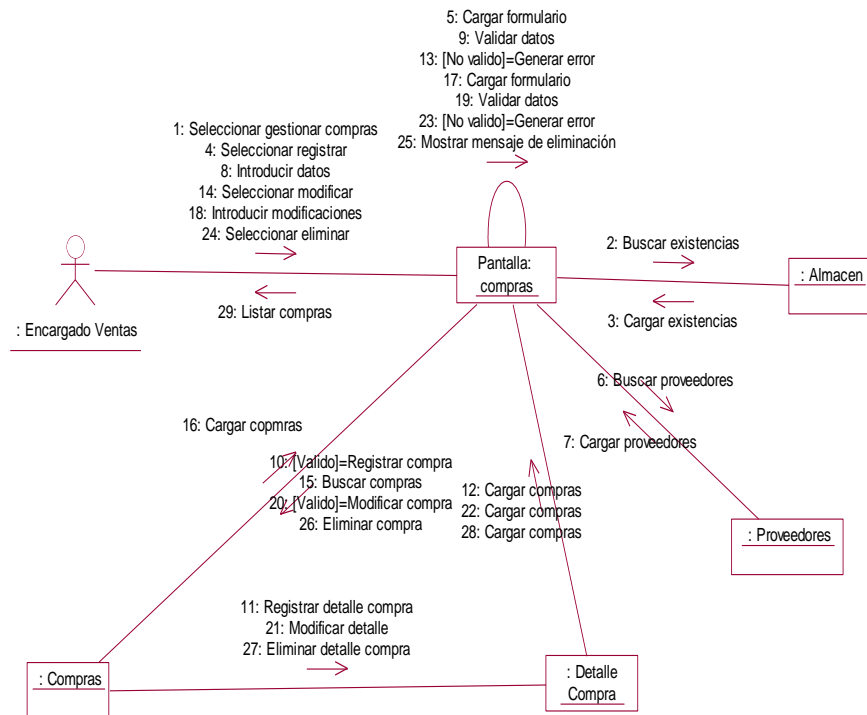 5: Cargar formulario
9: Validar datos
13: [No valido]=Generar error
17: Cargar formulario
19: Validar datos
23: [No valido]=Generar error
25: Mostrar mensaje de eliminación
1: Seleccionar gestionar compras
4: Seleccionar registrar
8: Introducir datos
14: Seleccionar modificar
18: Introducir modificaciones
24: Seleccionar eliminar
Pantalla:
compras
2: Buscar existencias
: Almacen
3: Cargar existencias
29: Listar compras
: Encargado Ventas
6: Buscar proveedores
7: Cargar proveedores
16: Cargar copmras
10: [Valido]=Registrar compra
15: Buscar compras
20: [Valido]=Modificar compra
26: Eliminar compra
12: Cargar compras
22: Cargar compras
28: Cargar compras
: Proveedores
11: Registrar detalle compra
21: Modificar detalle
27: Eliminar detalle compra
: Compras
: Detalle
Compra